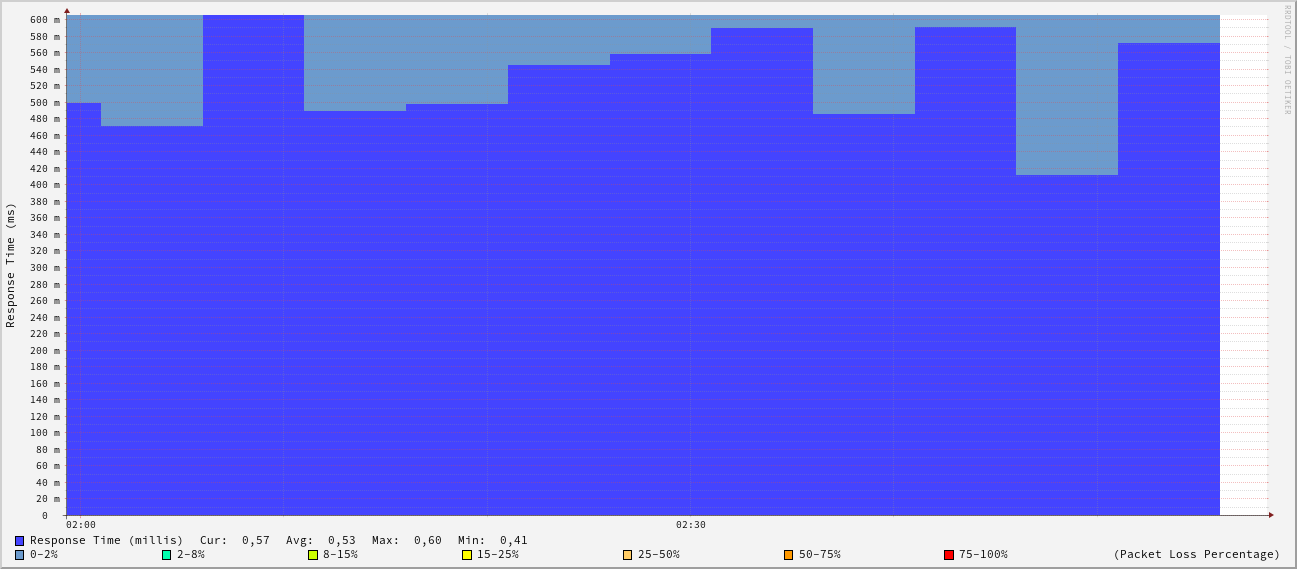 RRDTOOL / TOBI OETIKER
Response Time (ms)
600 m
580 m
560 m
540 m
520 m
500 m
480 m
460 m
440 m
420 m
400 m
380 m
360 m
340 m
320 m
300 m
280 m
260 m
240 m
220 m
200 m
180 m
160 m
140 m
120 m
100 m
80 m
60 m
40 m
20 m
0
02:00 02:30
Response Time (millis) Cur: 0,57 Avg: 0,53 Max: 0,60 Min: 0,41
0-2% 2-8% 8-15% 15-25% 25-50% 50-75% 75-100% (Packet Loss Percentage)